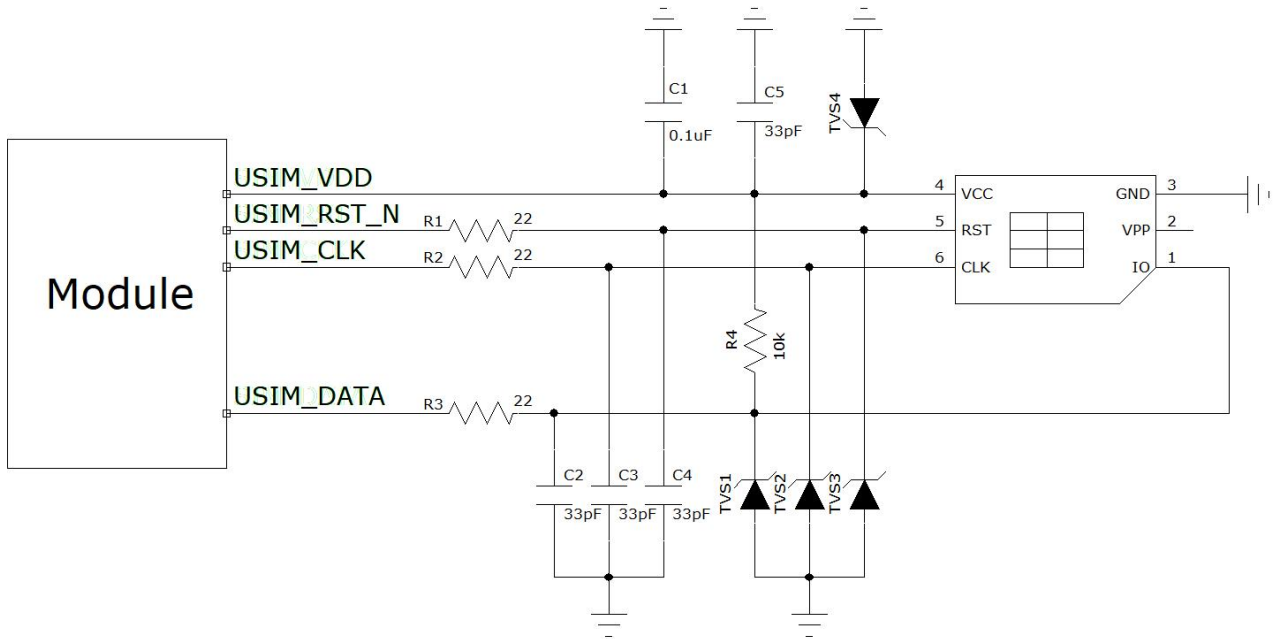 C1
0.1uF
C5
33pF
TVS4
Module
USIM_VDD
USIM_RST_N
USIM_CLK
USIM_DATA
R1
22
R2
22
R3
22
4
VCC
GND
3
5
RST
VPP
2
6
CLK
IO
1
R4
10k
C2
33pF
C3
33pF
C4
33pF
TVS1
TVS2
TVS3